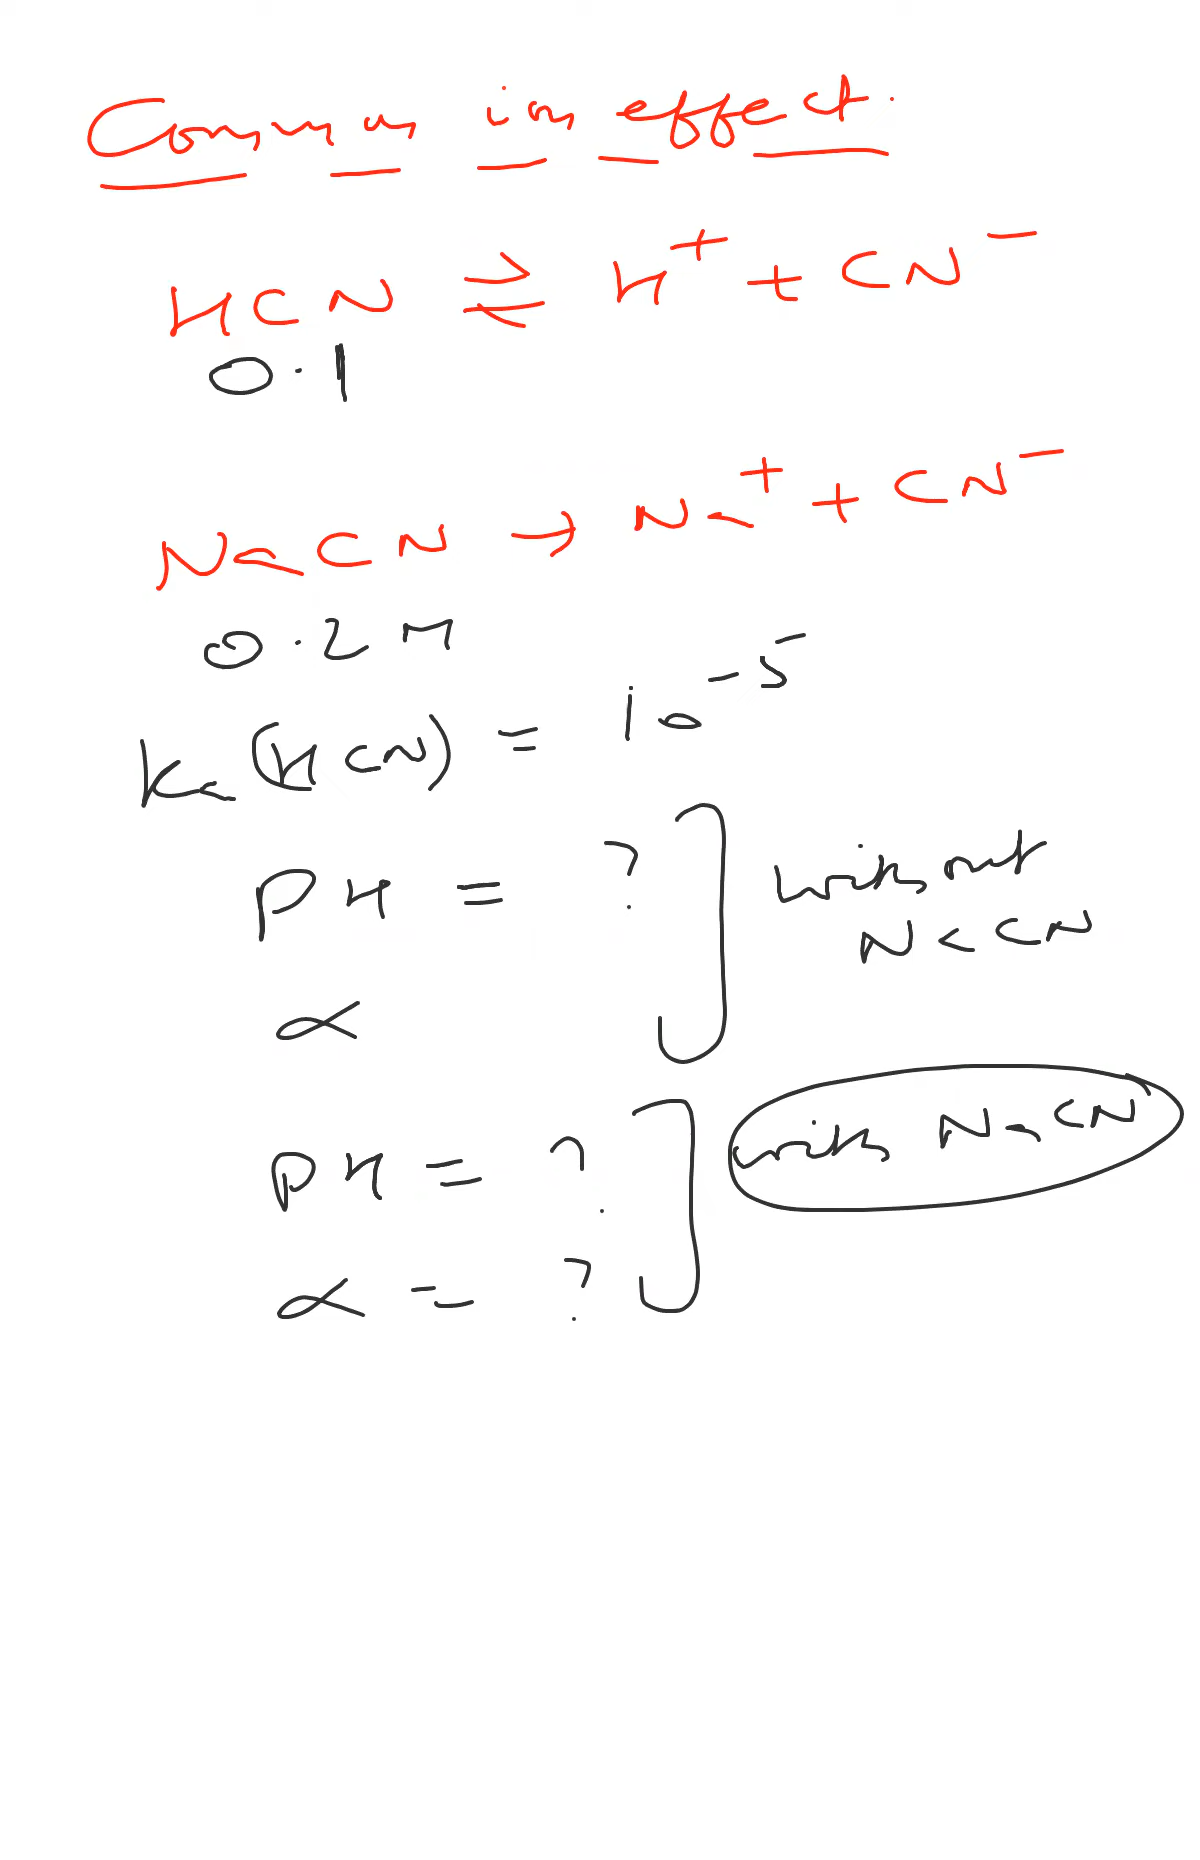 Common ion effect.
HCN ⇌ H⁺ + CN⁻
0.1
NaCN → Na⁺ + CN⁻
0.2 M
Ka (HCN) = 10⁻⁵
pH = ?
without
NaCN
α
with NaCN
pH = ?
α = ?